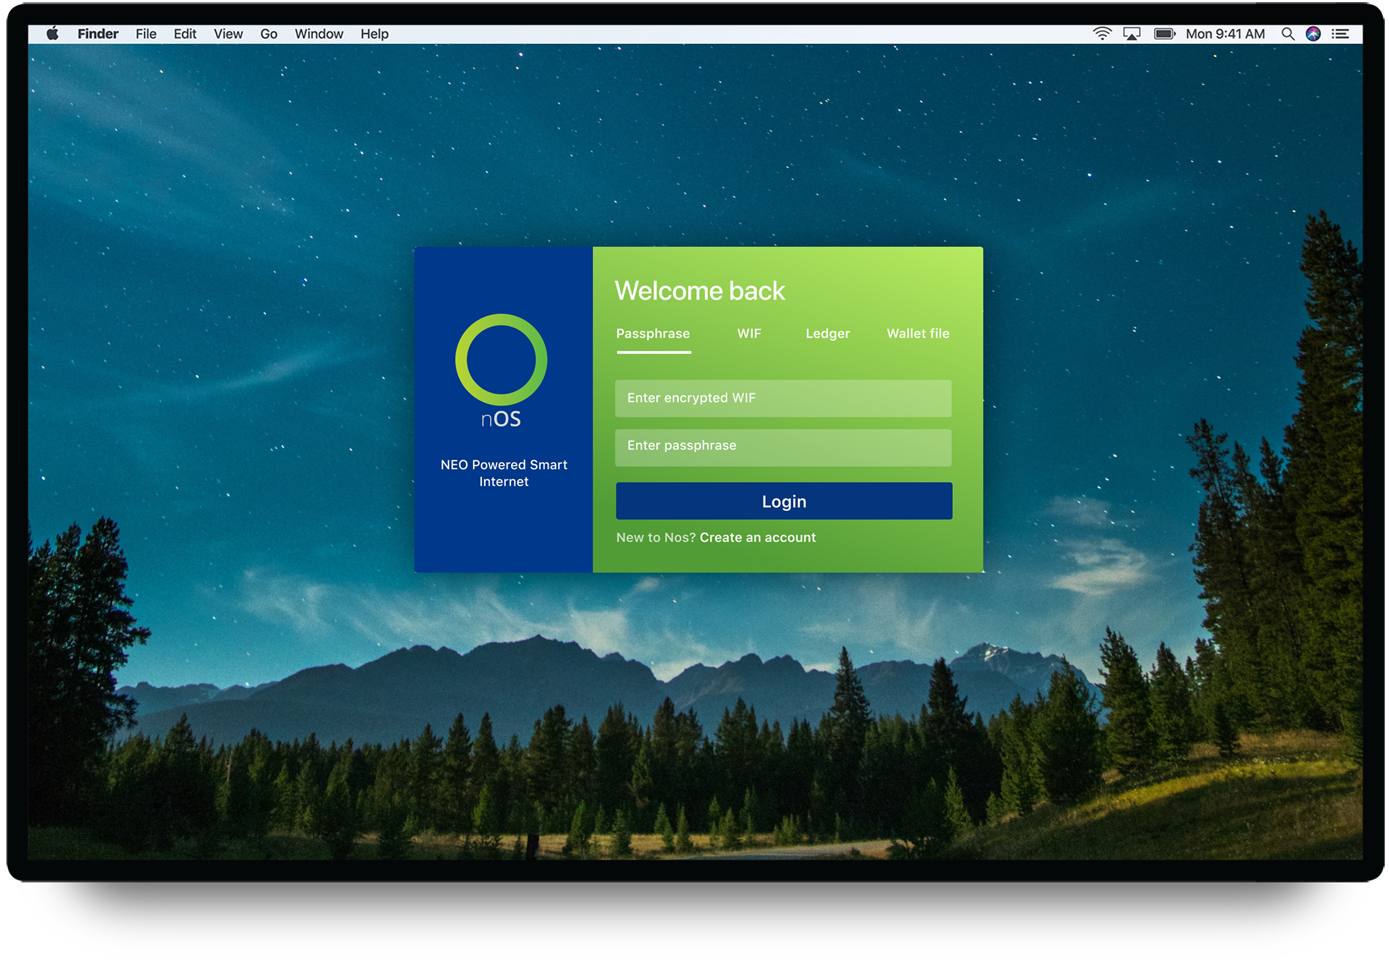 Finder File Edit View Go Window Help Mon 9:41 AM
Welcome back
Passphrase WIF Ledger Wallet file
Enter encrypted WIF
Enter passphrase
Login
New to Nos? Create an account
nOS
NEO Powered Smart
Internet